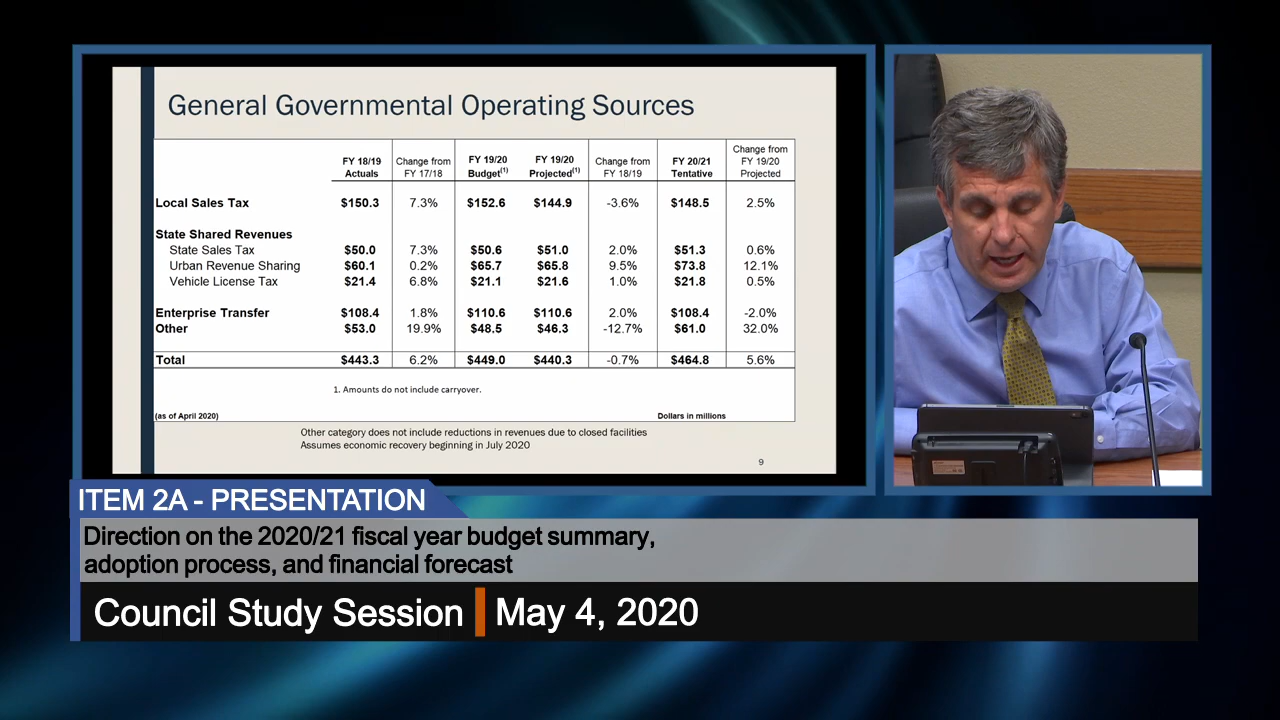 General Governmental Operating Sources
FY 18/19 Actuals Change from FY 17/18 FY 19/20 Budget(1) FY 19/20 Projected(1) Change from FY 18/19 FY 20/21 Tentative Change from FY 19/20 Projected
Local Sales Tax $150.3 7.3% $152.6 $144.9 -3.6% $148.5 2.5%
State Shared Revenues
State Sales Tax $50.0 7.3% $50.6 $51.0 2.0% $51.3 0.6%
Urban Revenue Sharing $60.1 0.2% $65.7 $65.8 9.5% $73.8 12.1%
Vehicle License Tax $21.4 6.8% $21.1 $21.6 1.0% $21.8 0.5%
Enterprise Transfer $108.4 1.8% $110.6 $110.6 2.0% $108.4 -2.0%
Other $53.0 19.9% $48.5 $46.3 -12.7% $61.0 32.0%
Total $443.3 6.2% $449.0 $440.3 -0.7% $464.8 5.6%
1. Amounts do not include carryover.
(as of April 2020) Dollars in millions
Other category does not include reductions in revenues due to closed facilities
Assumes economic recovery beginning in July 2020
9
ITEM 2A - PRESENTATION
Direction on the 2020/21 fiscal year budget summary,
adoption process, and financial forecast
Council Study Session May 4, 2020